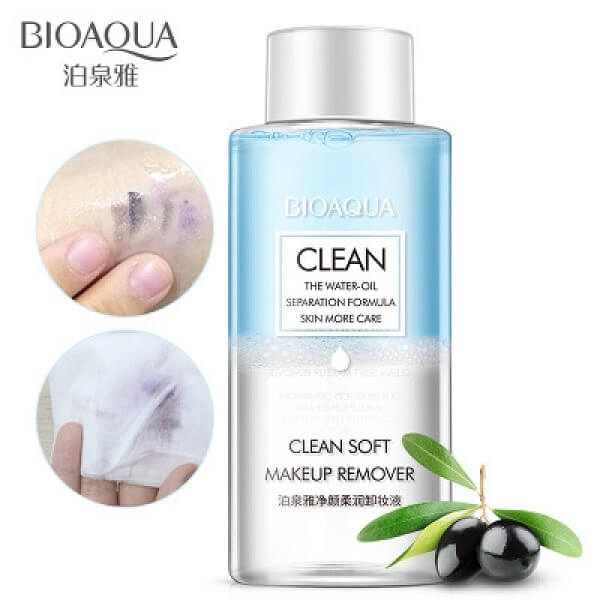 BIOAQUA
泊泉雅
BIOAQUA
CLEAN
THE WATER-OIL
SEPARATION FORMULA
SKIN MORE CARE
CLEAN SOFT
MAKEUP REMOVER
泊泉雅净颜柔润卸妆液